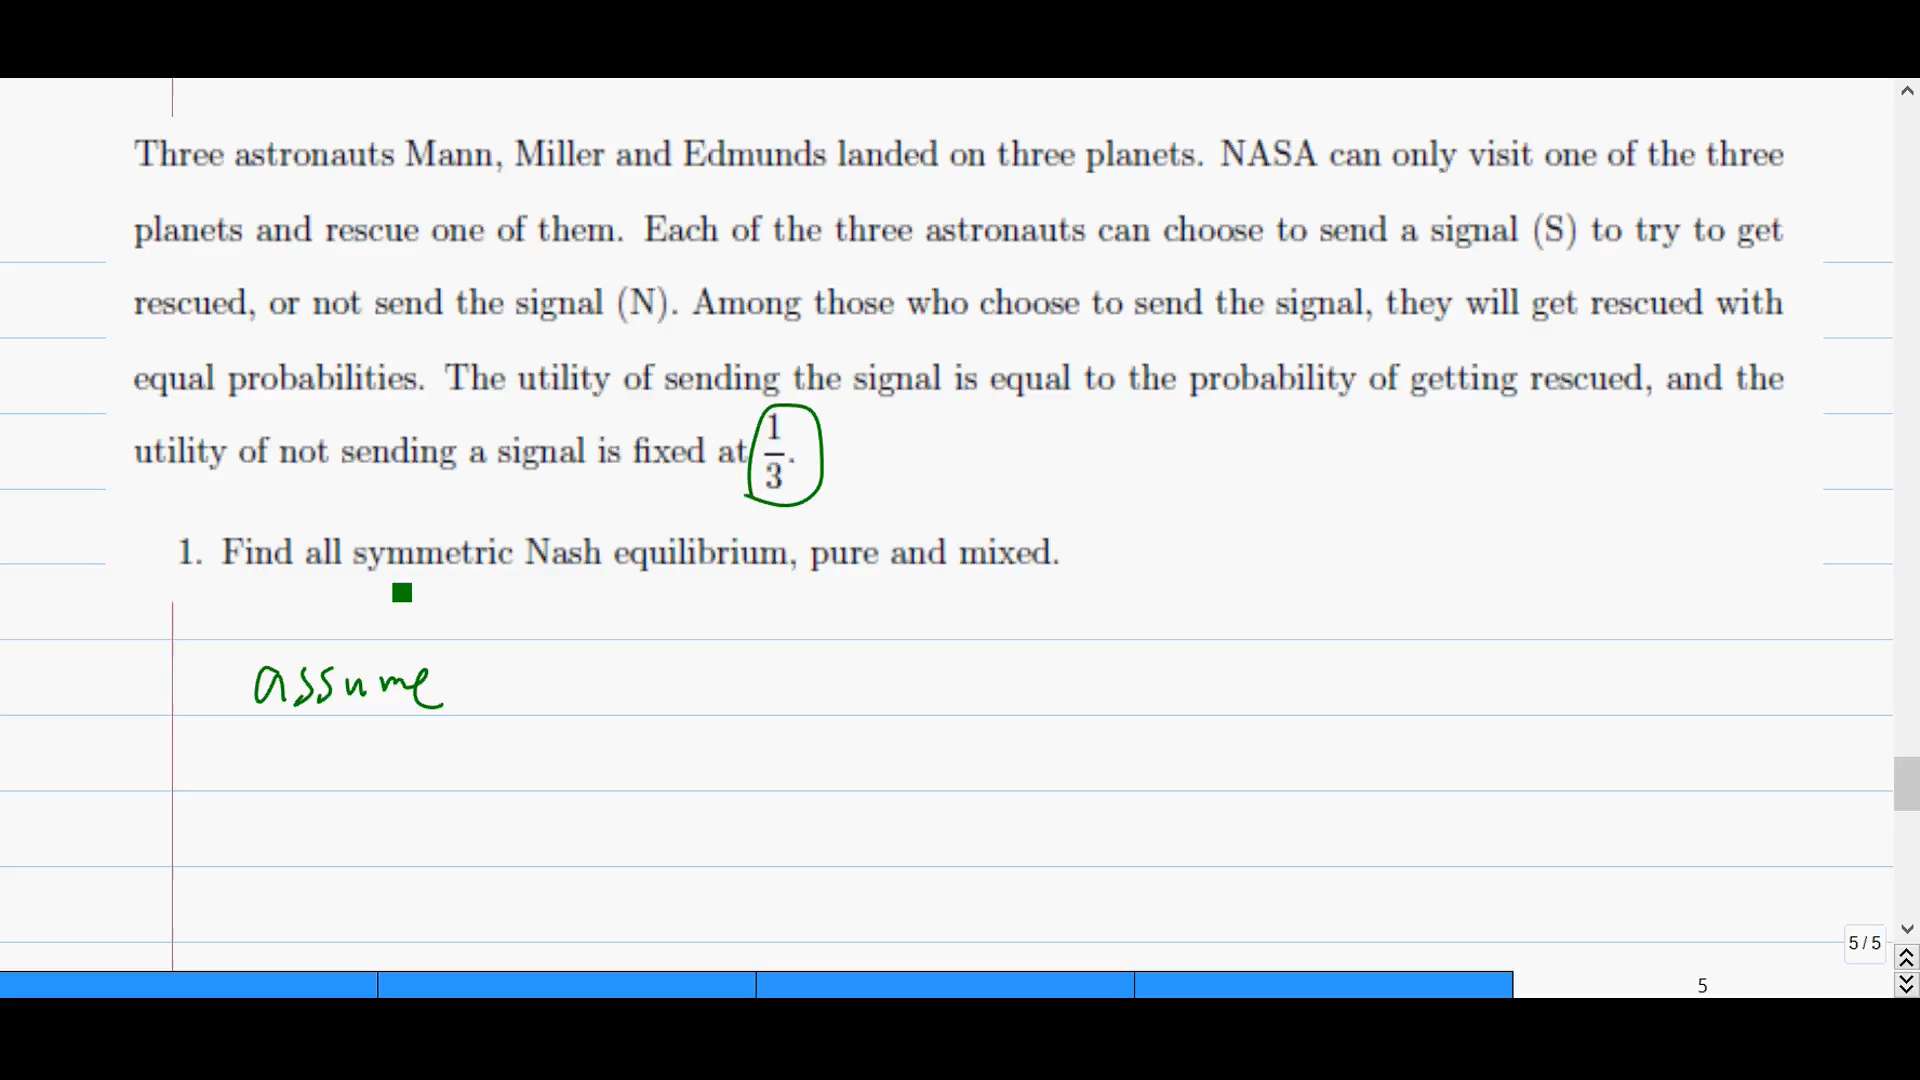 Three astronauts Mann, Miller and Edmunds landed on three planets. NASA can only visit one of the three
planets and rescue one of them. Each of the three astronauts can choose to send a signal (S) to try to get
rescued, or not send the signal (N). Among those who choose to send the signal, they will get rescued with
equal probabilities. The utility of sending the signal is equal to the probability of getting rescued, and the
utility of not sending a signal is fixed at 1/3.
1. Find all symmetric Nash equilibrium, pure and mixed.
assume
5 / 5
5